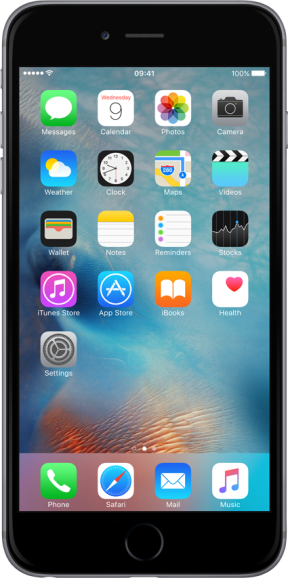 09:41 100%
Wednesday
9
Messages Calendar Photos Camera
280
Weather Clock Maps Videos
Wallet Notes Reminders Stocks
iTunes Store App Store iBooks Health
Settings
Phone Safari Mail Music